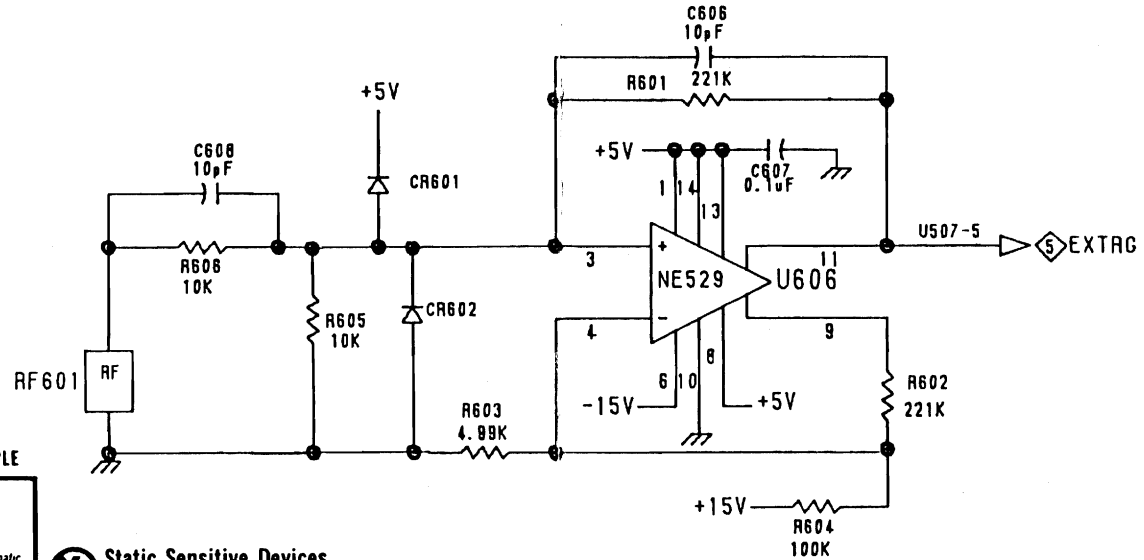 C606
10pF
R601
221K
+5V
C608
10pF
+5V
C607
0.1uF
CR601
1
14
13
U507-5
5
EXTRG
R606
10K
3
+
NE529
U606
11
R605
10K
CR602
4
-
9
RF601
RF
6
10
8
-15V
+5V
R602
221K
R603
4.99K
PLE
+15V
R604
100K
Static Sensitive Devices